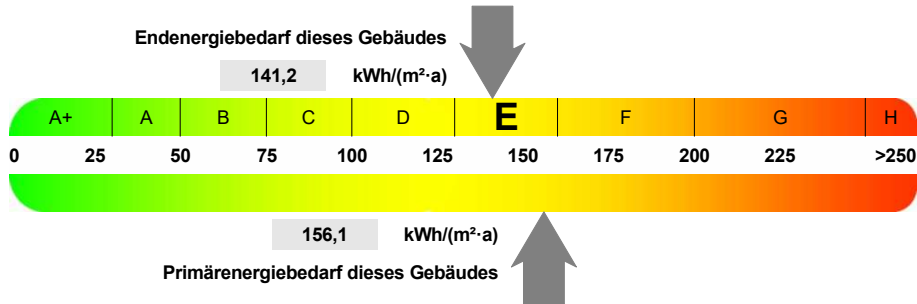 Endenergiebedarf dieses Gebäudes
141,2 kWh/(m²·a)
A+ A B C D E F G H
0 25 50 75 100 125 150 175 200 225 >250
156,1 kWh/(m²·a)
Primärenergiebedarf dieses Gebäudes